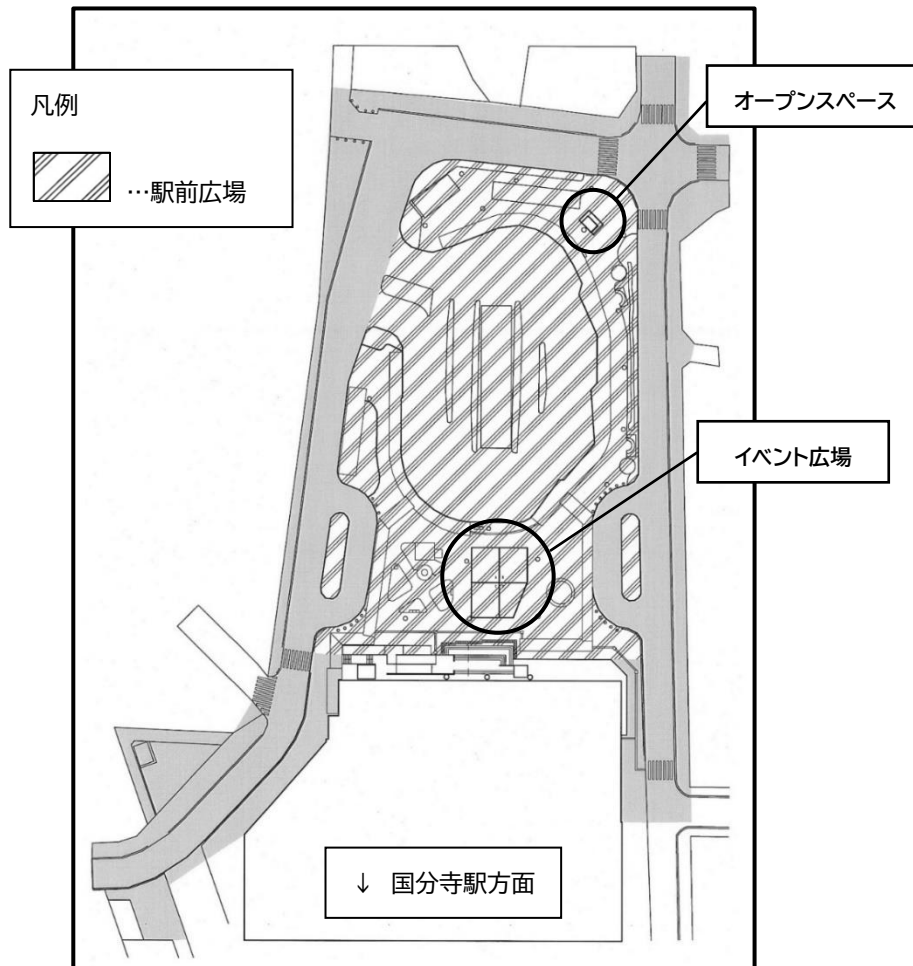 凡例
…駅前広場
オープンスペース
イベント広場
↓ 国分寺駅方面